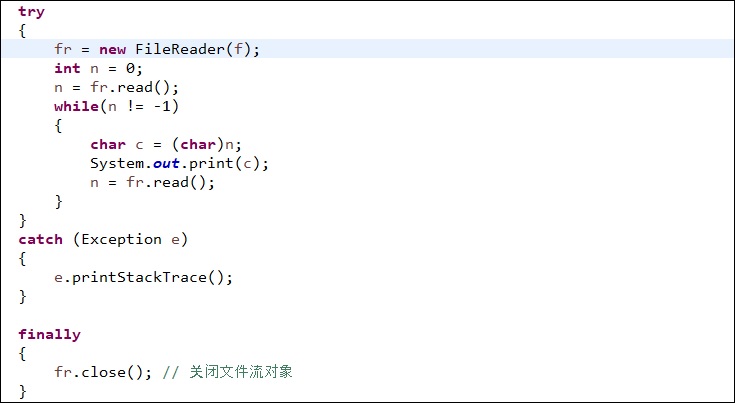 try
{
    fr = new FileReader(f);
    int n = 0;
    n = fr.read();
    while(n != -1)
    {
        char c = (char)n;
        System.out.print(c);
        n = fr.read();
    }
}
catch (Exception e)
{
    e.printStackTrace();
}

finally
{
    fr.close(); // 关闭文件流对象
}